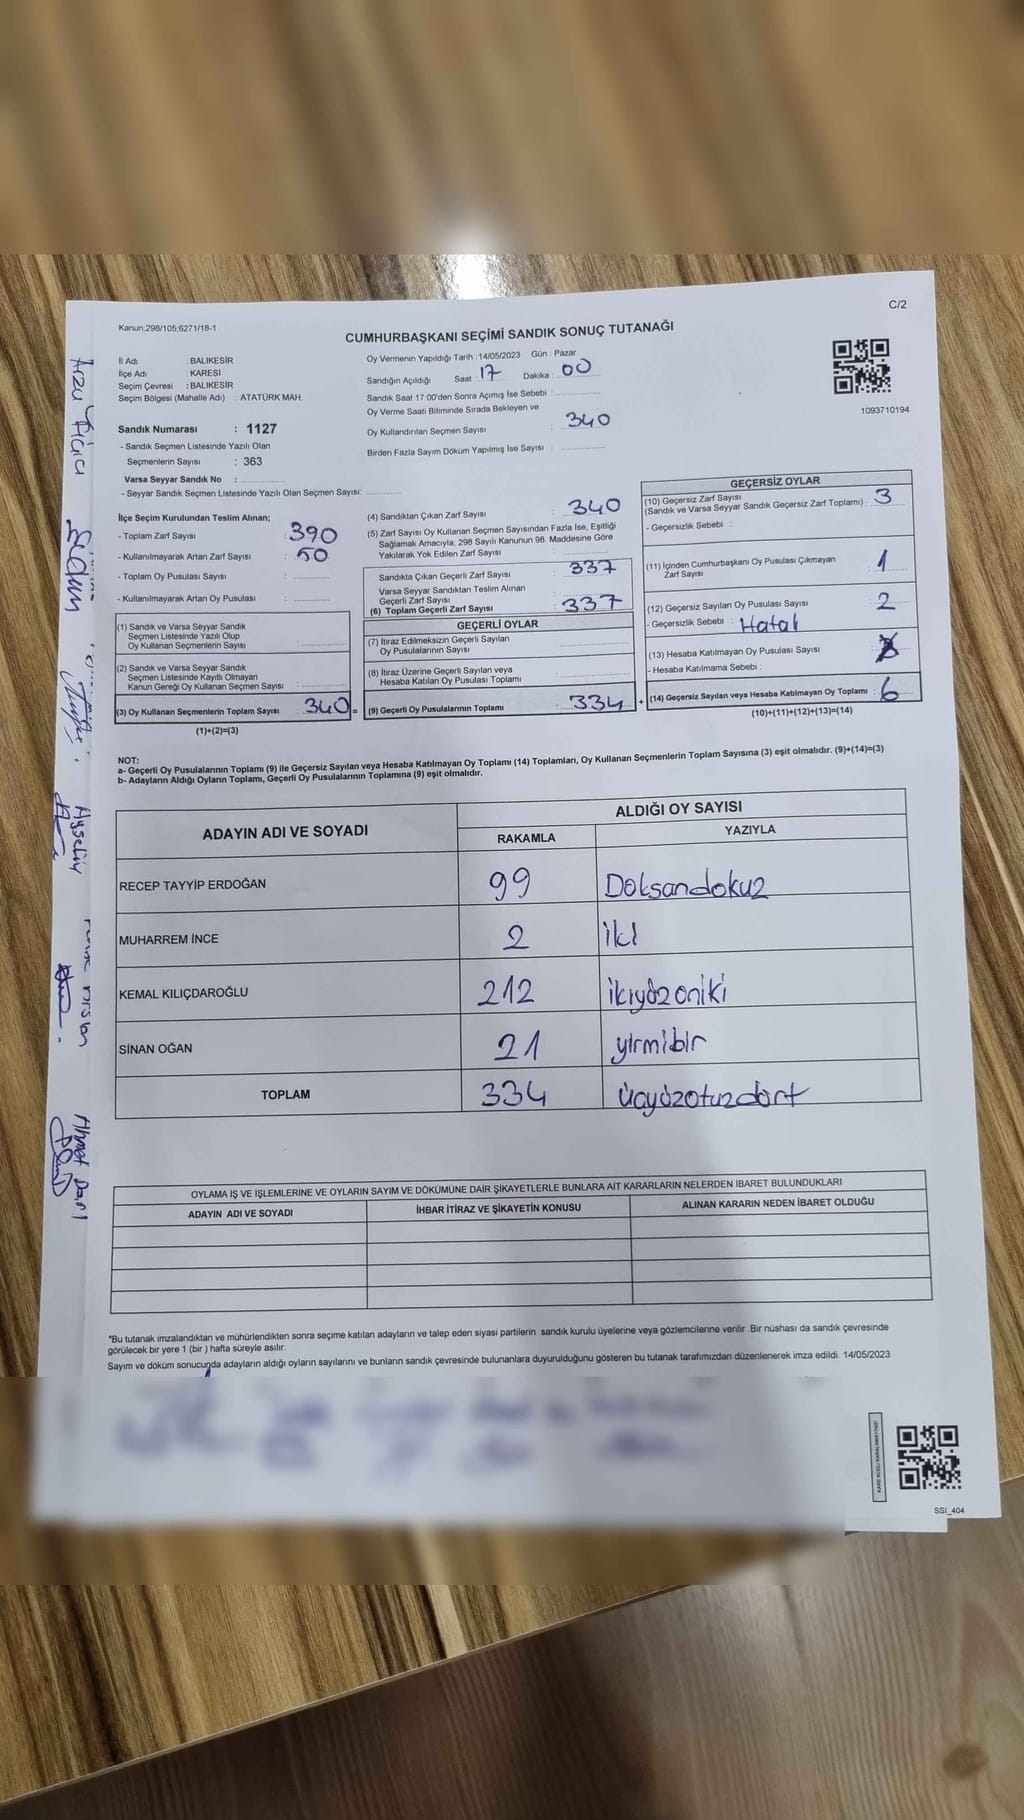 C/2
Kanun,298/105;6271/18-1
CUMHURBAŞKANI SEÇİMİ SANDIK SONUÇ TUTANAĞI
1093710194
İl Adı : BALIKESİR
İlçe Adı : KARESİ
Seçim Çevresi : BALIKESİR
Seçim Bölgesi (Mahalle Adı) : ATATÜRK MAH.
Sandık Numarası : 1127
- Sandık Seçmen Listesinde Yazılı Olan
Seçmenlerin Sayısı : 363
Varsa Seyyar Sandık No :
- Seyyar Sandık Seçmen Listesinde Yazılı Olan Seçmen Sayısı:
Oy Vermenin Yapıldığı Tarih : 14/05/2023 Gün : Pazar
Sandığın Açıldığı Saat 17 Dakika : 00
Sandık Saat 17:00'den Sonra Açımış İse Sebebi :
Oy Verme Saati Bitiminde Sırada Bekleyen ve
Oy Kullandırılan Seçmen Sayısı : 340
Birden Fazla Sayım Döküm Yapılmış İse Sayısı :
İlçe Seçim Kurulundan Teslim Alınan;
- Toplam Zarf Sayısı : 390
- Kullanılmayarak Artan Zarf Sayısı : 50
- Toplam Oy Pusulası Sayısı :
- Kullanılmayarak Artan Oy Pusulası :
(1) Sandık ve Varsa Seyyar Sandık
Seçmen Listesinde Yazılı Olup
Oy Kullanan Seçmenlerin Sayısı
(2) Sandık ve Varsa Seyyar Sandık
Seçmen Listesinde Kayıtlı Olmayan
Kanun Gereği Oy Kullanan Seçmen Sayısı
(3) Oy Kullanan Seçmenlerin Toplam Sayısı : 340 =
(1)+(2)=(3)
(4) Sandıktan Çıkan Zarf Sayısı : 340
(5) Zarf Sayısı Oy Kullanan Seçmen Sayısından Fazla İse, Eşitliği
Sağlamak Amacıyla, 298 Sayılı Kanunun 98. Maddesine Göre
Yakılarak Yok Edilen Zarf Sayısı :
Sandıkta Çıkan Geçerli Zarf Sayısı : 337
Varsa Seyyar Sandıktan Teslim Alınan
Geçerli Zarf Sayısı
(6) Toplam Geçerli Zarf Sayısı : 337
GEÇERLİ OYLAR
(7) İtiraz Edilmeksizin Geçerli Sayılan
Oy Pusulalarının Sayısı
(8) İtiraz Üzerine Geçerli Sayılan veya
Hesaba Katılan Oy Pusulası Toplamı
(9) Geçerli Oy Pusulalarının Toplamı : 334 +
GEÇERSİZ OYLAR
(10) Geçersiz Zarf Sayısı
(Sandık ve Varsa Seyyar Sandık Geçersiz Zarf Toplamı) : 3
- Geçersizlik Sebebi :
(11) İçinden Cumhurbaşkanı Oy Pusulası Çıkmayan
Zarf Sayısı : 1
(12) Geçersiz Sayılan Oy Pusulası Sayısı : 2
- Geçersizlik Sebebi : Hatalı
(13) Hesaba Katılmayan Oy Pusulası Sayısı :
- Hesaba Katılmama Sebebi :
(14) Geçersiz Sayılan veya Hesaba Katılmayan Oy Toplamı : 6
(10)+(11)+(12)+(13)=(14)
NOT:
a- Geçerli Oy Pusulalarının Toplamı (9) ile Geçersiz Sayılan veya Hesaba Katılmayan Oy Toplamı (14) Toplamları, Oy Kullanan Seçmenlerin Toplam Sayısına (3) eşit olmalıdır. (9)+(14)=(3)
b- Adayların Aldığı Oyların Toplamı, Geçerli Oy Pusulalarının Toplamına (9) eşit olmalıdır.
ADAYIN ADI VE SOYADI ALDIĞI OY SAYISI
RAKAMLA YAZIYLA
RECEP TAYYİP ERDOĞAN 99 Doksandokuz
MUHARREM İNCE 2 iki
KEMAL KILIÇDAROĞLU 212 ikiyüzoniki
SİNAN OĞAN 21 yirmibir
TOPLAM 334 üçyüzotuzdört
OYLAMA İŞ VE İŞLEMLERİNE VE OYLARIN SAYIM VE DÖKÜMÜNE DAİR ŞİKAYETLERLE BUNLARA AİT KARARLARIN NELERDEN İBARET BULUNDUKLARI
ADAYIN ADI VE SOYADI İHBAR İTİRAZ VE ŞİKAYETİN KONUSU ALINAN KARARIN NEDEN İBARET OLDUĞU
*Bu tutanak imzalandıktan ve mühürlendikten sonra seçime katılan adayların ve talep eden siyasi partilerin sandık kurulu üyelerine veya gözlemcilerine verilir .Bir nüshası da sandık çevresinde
görülecek bir yere 1 (bir ) hafta süreyle asılır.
Sayım ve döküm sonucunda adayların aldığı oyların sayılarını ve bunların sandık çevresinde bulunanlara duyurulduğunu gösteren bu tutanak tarafımızdan düzenlenerek imza edildi. 14/05/2023
SSI_404